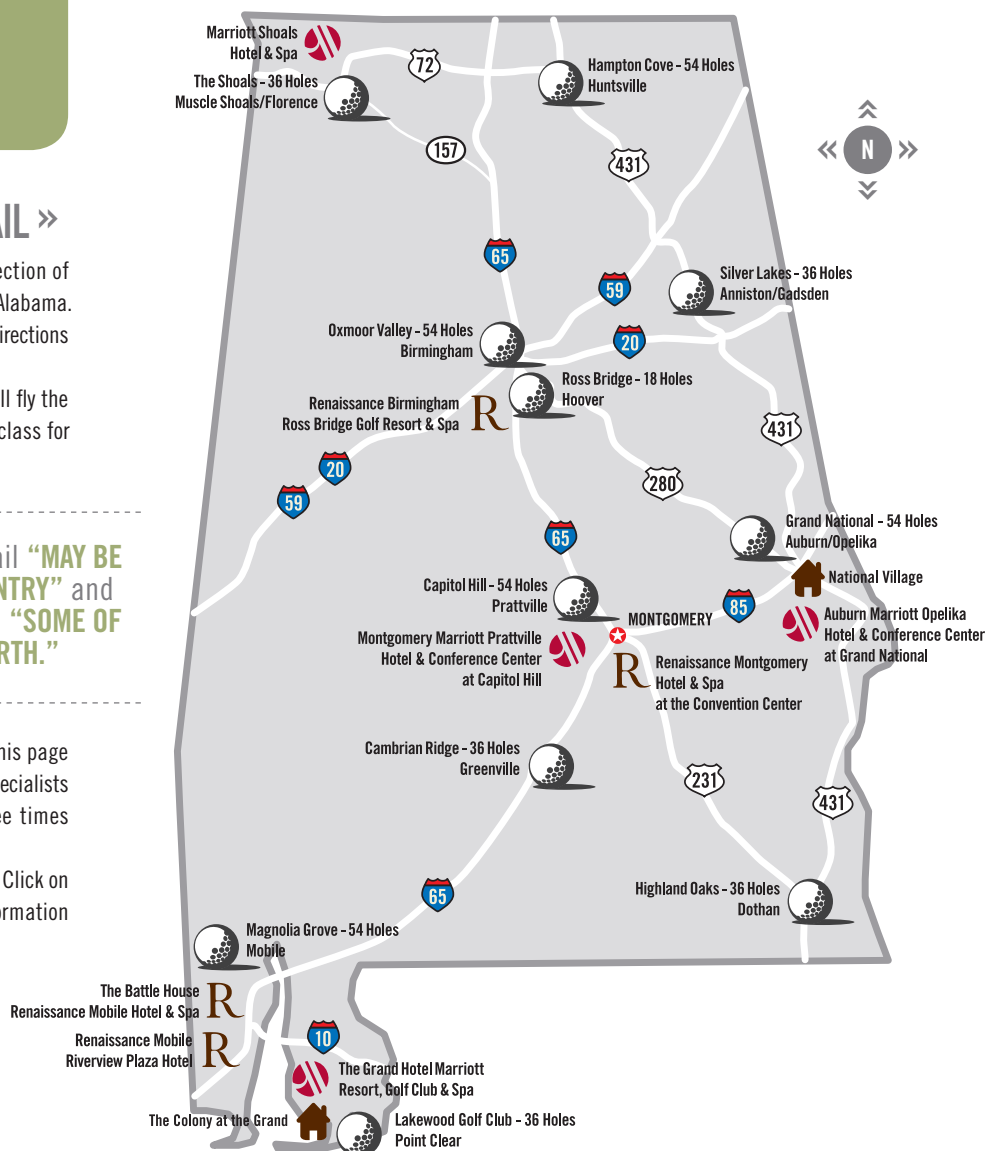 AIL »
ection of
Alabama.
irections
ll fly the
class for
ail “MAY BE
NTRY” and
“SOME OF
RTH.”
his page
ecialists
ee times
Click on
ormation
Marriott Shoals
Hotel & Spa
The Shoals – 36 Holes
Muscle Shoals/Florence
72
Hampton Cove – 54 Holes
Huntsville
N
157
431
65
59
Silver Lakes – 36 Holes
Anniston/Gadsden
Oxmoor Valley – 54 Holes
Birmingham
20
Ross Bridge – 18 Holes
Hoover
Renaissance Birmingham
Ross Bridge Golf Resort & Spa
R
431
20
59
280
65
Grand National – 54 Holes
Auburn/Opelika
National Village
Capitol Hill – 54 Holes
Prattville
85
MONTGOMERY
Auburn Marriott Opelika
Hotel & Conference Center
at Grand National
Montgomery Marriott Prattville
Hotel & Conference Center
at Capitol Hill
R
Renaissance Montgomery
Hotel & Spa
at the Convention Center
Cambrian Ridge – 36 Holes
Greenville
231
431
65
Highland Oaks – 36 Holes
Dothan
Magnolia Grove – 54 Holes
Mobile
The Battle House
Renaissance Mobile Hotel & Spa
R
Renaissance Mobile
Riverview Plaza Hotel
R
10
The Grand Hotel Marriott
Resort, Golf Club & Spa
The Colony at the Grand
Lakewood Golf Club – 36 Holes
Point Clear